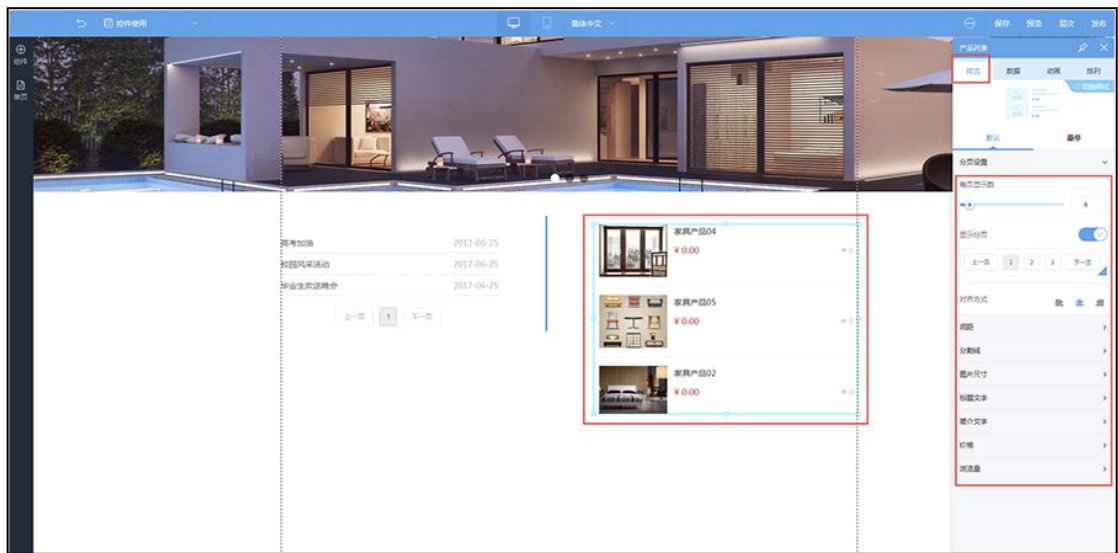 控件使用
简体中文
保存 预览 层次 发布
组件
单页
产品列表
样式 数据 动画 排列
切换样式
默认 悬停
分页设置
每页显示数
4
显示分页
上一页 1 2 3 下一页
对齐方式
间距
分割线
图片尺寸
标题文字
简介文字
价格
浏览量
高考加油 2017-06-25
校园风采活动 2017-06-25
毕业生欢送晚会 2017-06-25
上一页 1 下一页
家具产品04
¥ 0.00
家具产品05
¥ 0.00
家具产品02
¥ 0.00